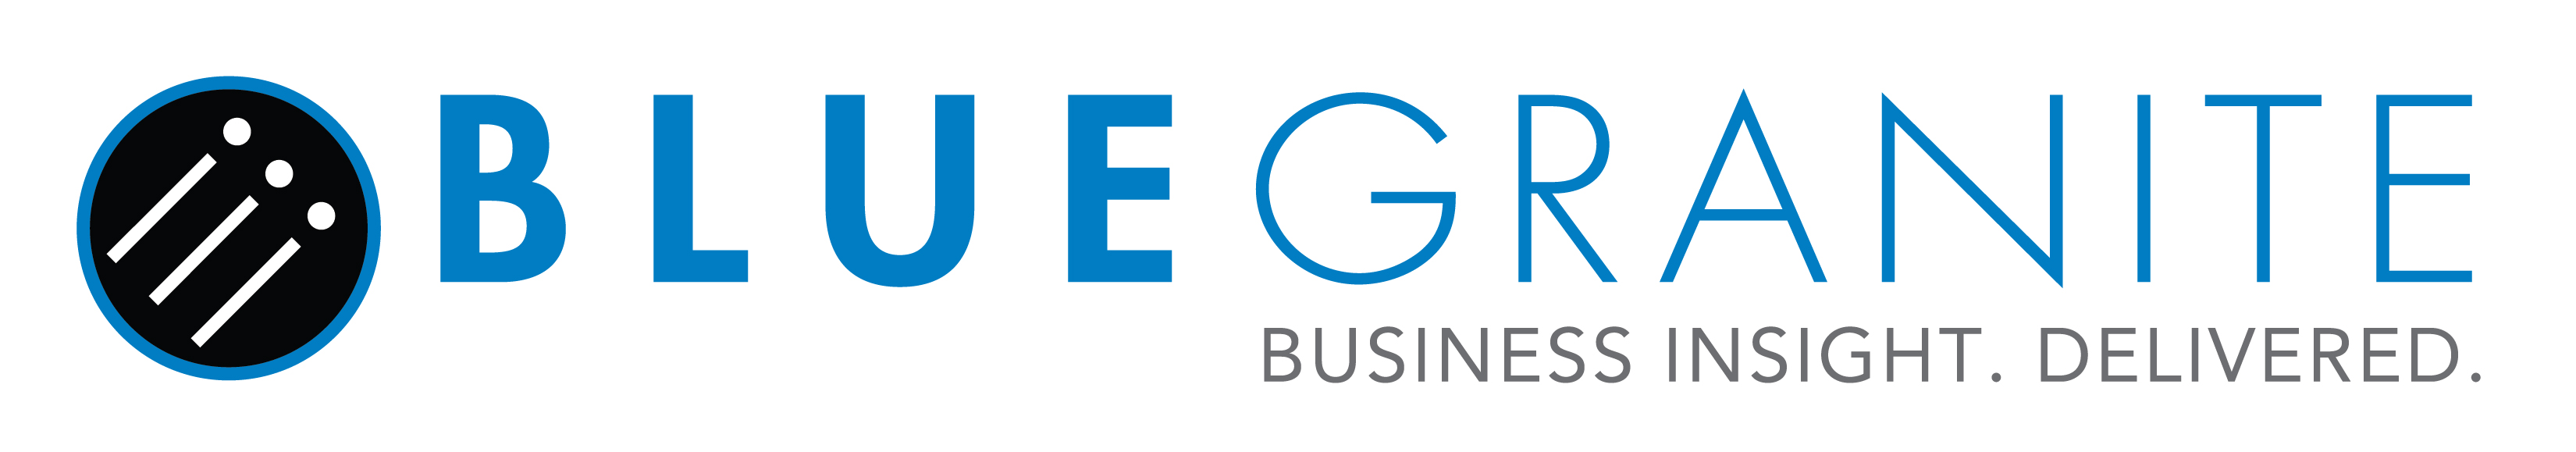 BLUEGRANITE
BUSINESS INSIGHT. DELIVERED.